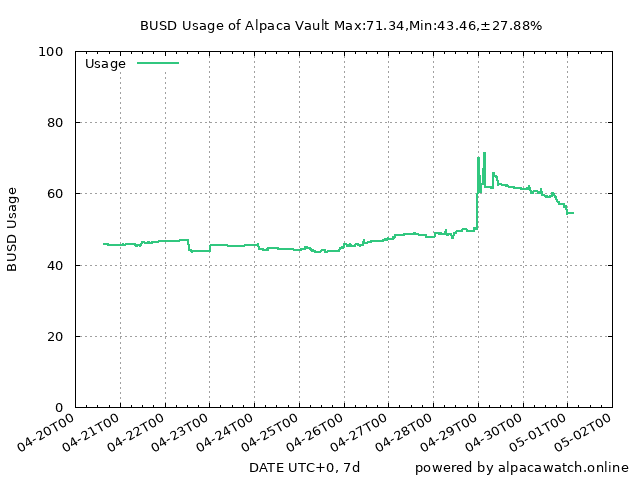 BUSD Usage of Alpaca Vault Max:71.34,Min:43.46,±27.88%
Usage
BUSD Usage
100
80
60
40
20
0
04-20T00
04-21T00
04-22T00
04-23T00
04-24T00
04-25T00
04-26T00
04-27T00
04-28T00
04-29T00
04-30T00
05-01T00
05-02T00
DATE UTC+0, 7d
powered by alpacawatch.online